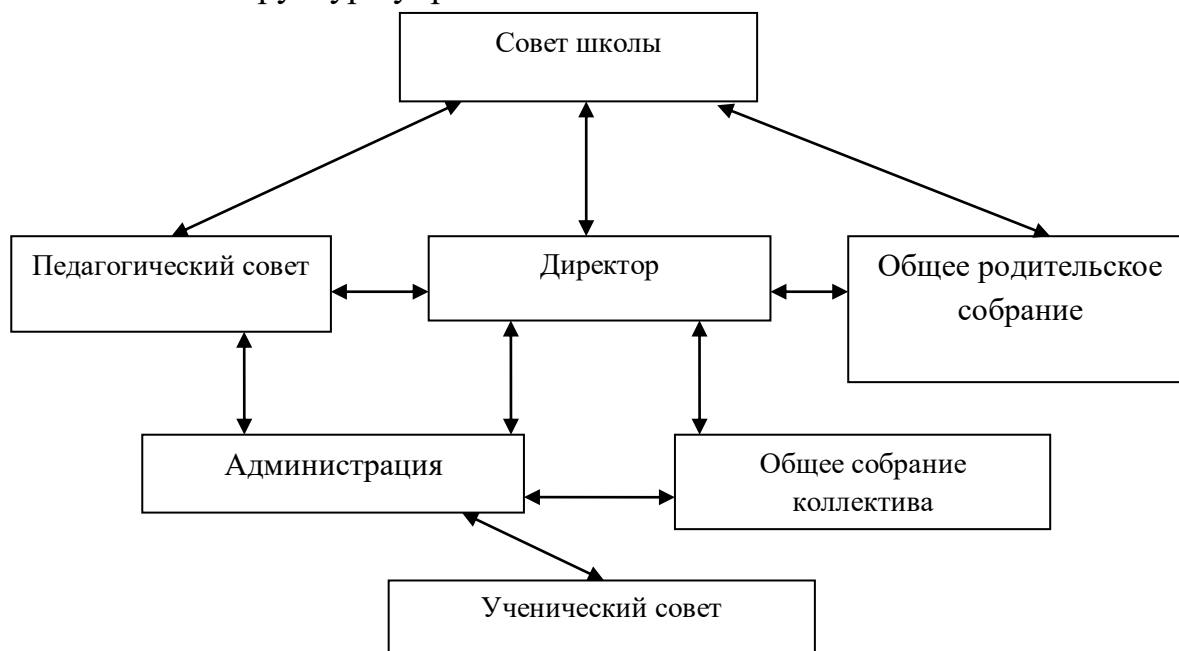 Совет школы
Педагогический совет
Директор
Общее родительское
собрание
Администрация
Общее собрание
коллектива
Ученический совет